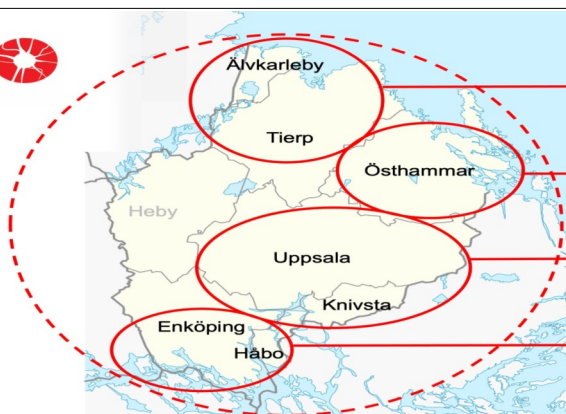 Älvkarleby
Tierp
Östhammar
Heby
Uppsala
Knivsta
Enköping
Håbo